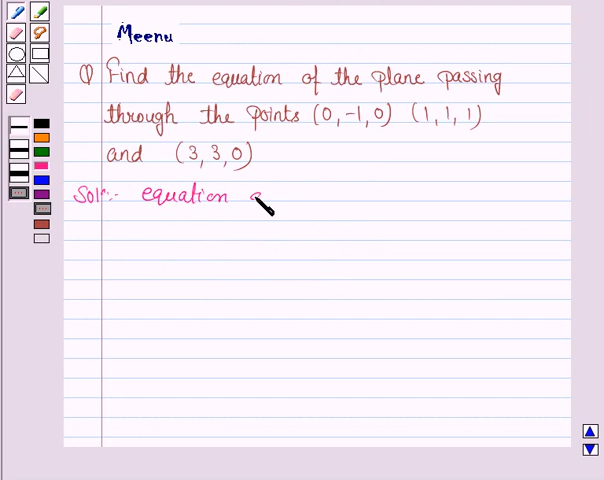 Meenu
Q Find the equation of the plane passing
through the points (0, -1, 0) (1, 1, 1)
and (3, 3, 0)
Solⁿ:- equation